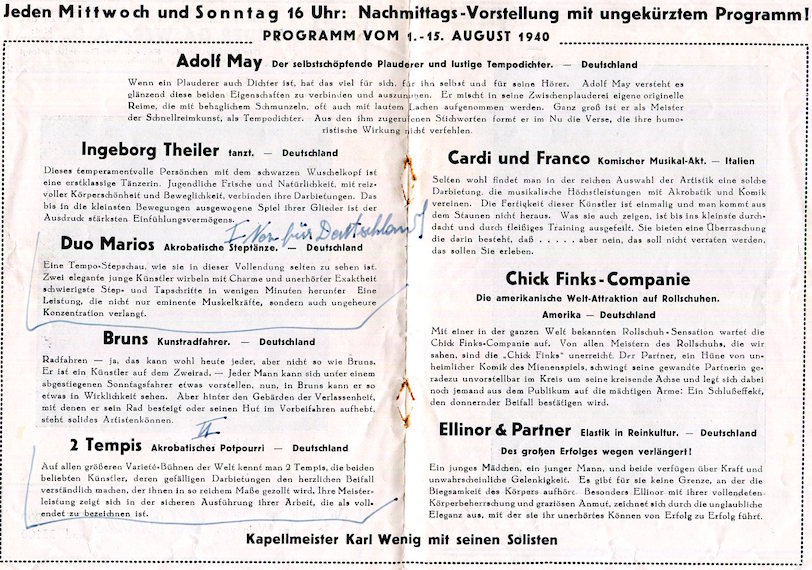 Jeden Mittwoch und Sonntag 16 Uhr: Nachmittags-Vorstellung mit ungekürztem Programm!
PROGRAMM VOM 1.-15. AUGUST 1940
Adolf May Der selbstschöpfende Plauderer und lustige Tempodichter. — Deutschland
Wenn ein Plauderer auch Dichter ist, hat das viel für sich, für ihn selbst und für seine Hörer. Adolf May versteht es
glänzend diese beiden Eigenschaften zu verbinden und auszunutzen. Er mischt in seine Zwischenplauderei eigene originelle
Reime, die mit behaglichem Schmunzeln, oft auch mit lautem Lachen aufgenommen werden. Ganz groß ist er als Meister
der Schnellreimkunst, als Tempodichter. Aus den ihm zugerufenen Stichworten formt er im Nu die Verse, die ihre humo-
ristische Wirkung nicht verfehlen.
Ingeborg Theiler tanzt. — Deutschland
Dieses temperamentvolle Persönchen mit dem schwarzen Wuschelkopf ist
eine erstklassige Tänzerin. Jugendliche Frische und Natürlichkeit, mit reiz-
voller Körperschönheit und Beweglichkeit, verbinden ihre Darbietungen. Das
bis in die kleinsten Bewegungen ausgewogene Spiel ihrer Glieder ist der
Ausdruck stärksten Einfühlungsvermögens.
I Nor für Deutschland
Duo Marios Akrobatische Steptänze. — Deutschland
Eine Tempo-Stepschau, wie sie in dieser Vollendung selten zu sehen ist.
Zwei elegante junge Künstler wirbeln mit Charme und unerhörter Exaktheit
schwierigste Step- und Tapschritte in wenigen Minuten herunter Eine
Leistung, die nicht nur eminente Muskelkräfte, sondern auch ungeheure
Konzentration verlangt.
Bruns Kunstradfahrer. — Deutschland
Radfahren — ja, das kann wohl heute jeder, aber nicht so wie Bruns.
Er ist ein Künstler auf dem Zweirad. — Jeder Mann kann sich unter einem
abgestiegenen Sonntagsfahrer etwas vorstellen, nun, in Bruns kann er so
etwas in Wirklichkeit sehen. Aber hinter den Gebärden der Verlassenheit,
mit denen er sein Rad besteigt oder seinen Hut im Vorbeifahren aufhebt,
steht solides Artistenkönnen.
II
2 Tempis Akrobatisches Potpourri — Deutschland
Auf allen größeren Varieté-Bühnen der Welt kennt man 2 Tempis, die beiden
beliebten Künstler, deren gefälligen Darbietungen den herzlichen Beifall
verständlich machen, der ihnen in so reichem Maße gezollt wird. Ihre Meister-
leistung zeigt sich in der sicheren Ausführung ihrer Arbeit, die als voll-
endet zu bezeichnen ist.
Cardi und Franco Komischer Musikal-Akt. — Italien
Selten wohl findet man in der reichen Auswahl der Artistik eine solche
Darbietung, die musikalische Höchstleistungen mit Akrobatik und Komik
vereinen. Die Fertigkeit dieser Künstler ist einmalig und man kommt aus
dem Staunen nicht heraus. Was sie auch zeigen, ist bis ins kleinste durch-
dacht und durch fleißiges Training ausgefeilt. Sie bieten eine Überraschung
die darin besteht, daß . . . . . aber nein, das soll nicht verraten werden,
das sollen Sie erleben.
Chick Finks-Companie
Die amerikanische Welt-Attraktion auf Rollschuhen.
Amerika — Deutschland
Mit einer in der ganzen Welt bekannten Rollschuh-Sensation wartet die
Chick Finks-Companie auf. Von allen Meistern des Rollschuhs, die wir
sahen, sind die „Chick Finks" unerreicht. Der Partner, ein Hüne von un-
heimlicher Komik des Mienenspiels, schwingt seine gewandte Partnerin ge-
radezu unvorstellbar im Kreis um seine kreisende Achse und legt sich dabei
noch jemand aus dem Publikum auf die mächtigen Arme: Ein Schlußeffekt,
den donnernder Beifall bestätigen wird.
Ellinor & Partner Elastik in Reinkultur. — Deutschland
Des großen Erfolges wegen verlängert!
Ein junges Mädchen, ein junger Mann, und beide verfügen über Kraft und
unwahrscheinliche Gelenkigkeit. Es gibt für sie keine Grenze, an der die
Biegsamkeit des Körpers aufhört. Besonders Ellinor mit ihrer vollendeten
Körperbeherrschung und graziösen Anmut, zeichnet sich durch die unglaubliche
Eleganz aus, mit der sie ihr unerhörtes Können von Erfolg zu Erfolg führt.
Kapellmeister Karl Wenig mit seinen Solisten